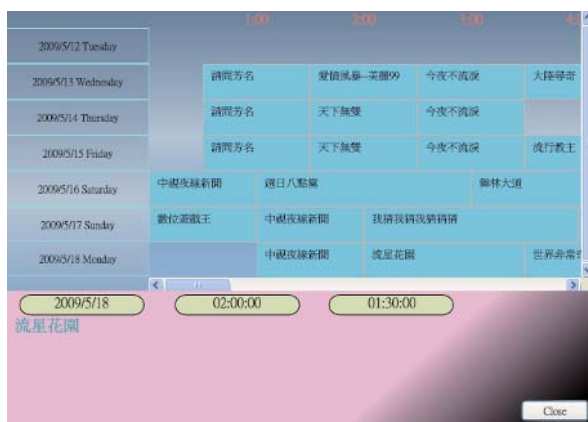 1:00 2:00 3:00
2009/5/12 Tuesday
2009/5/13 Wednesday 請問芳名 愛情風暴─美麗99 今夜不流淚 大陸尋奇
2009/5/14 Thursday 請問芳名 天下無雙 今夜不流淚
2009/5/15 Friday 請問芳名 天下無雙 今夜不流淚 流行教主
2009/5/16 Saturday 中視夜線新聞 週日八點黨 舞林大道
2009/5/17 Sunday 數位遊戲王 中視夜線新聞 我猜我猜我猜猜猜
2009/5/18 Monday 中視夜線新聞 流星花園 世界非常
2009/5/18 02:00:00 01:30:00
流星花園
Close